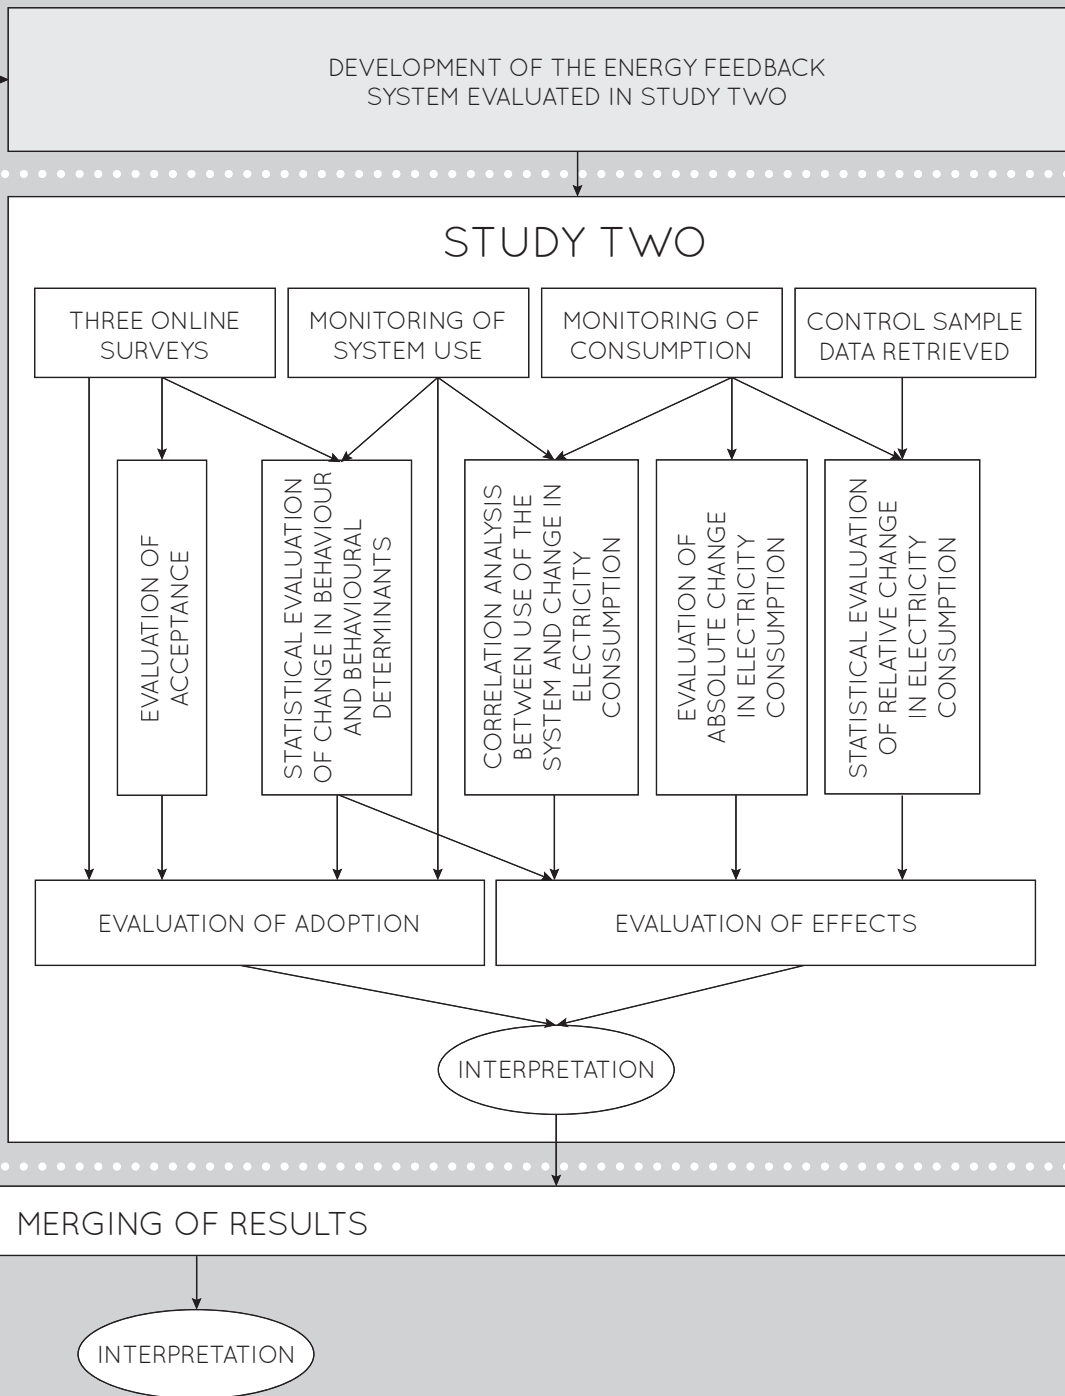 DEVELOPMENT OF THE ENERGY FEEDBACK
SYSTEM EVALUATED IN STUDY TWO
STUDY TWO
THREE ONLINE
SURVEYS
MONITORING OF
SYSTEM USE
MONITORING OF
CONSUMPTION
CONTROL SAMPLE
DATA RETRIEVED
EVALUATION OF
ACCEPTANCE
STATISTICAL EVALUATION
OF CHANGE IN BEHAVIOUR
AND BEHAVIOURAL
DETERMINANTS
CORRELATION ANALYSIS
BETWEEN USE OF THE
SYSTEM AND CHANGE IN
ELECTRICITY
CONSUMPTION
EVALUATION OF
ABSOLUTE CHANGE
IN ELECTRICITY
CONSUMPTION
STATISTICAL EVALUATION
OF RELATIVE CHANGE
IN ELECTRICITY
CONSUMPTION
EVALUATION OF ADOPTION
EVALUATION OF EFFECTS
INTERPRETATION
MERGING OF RESULTS
INTERPRETATION